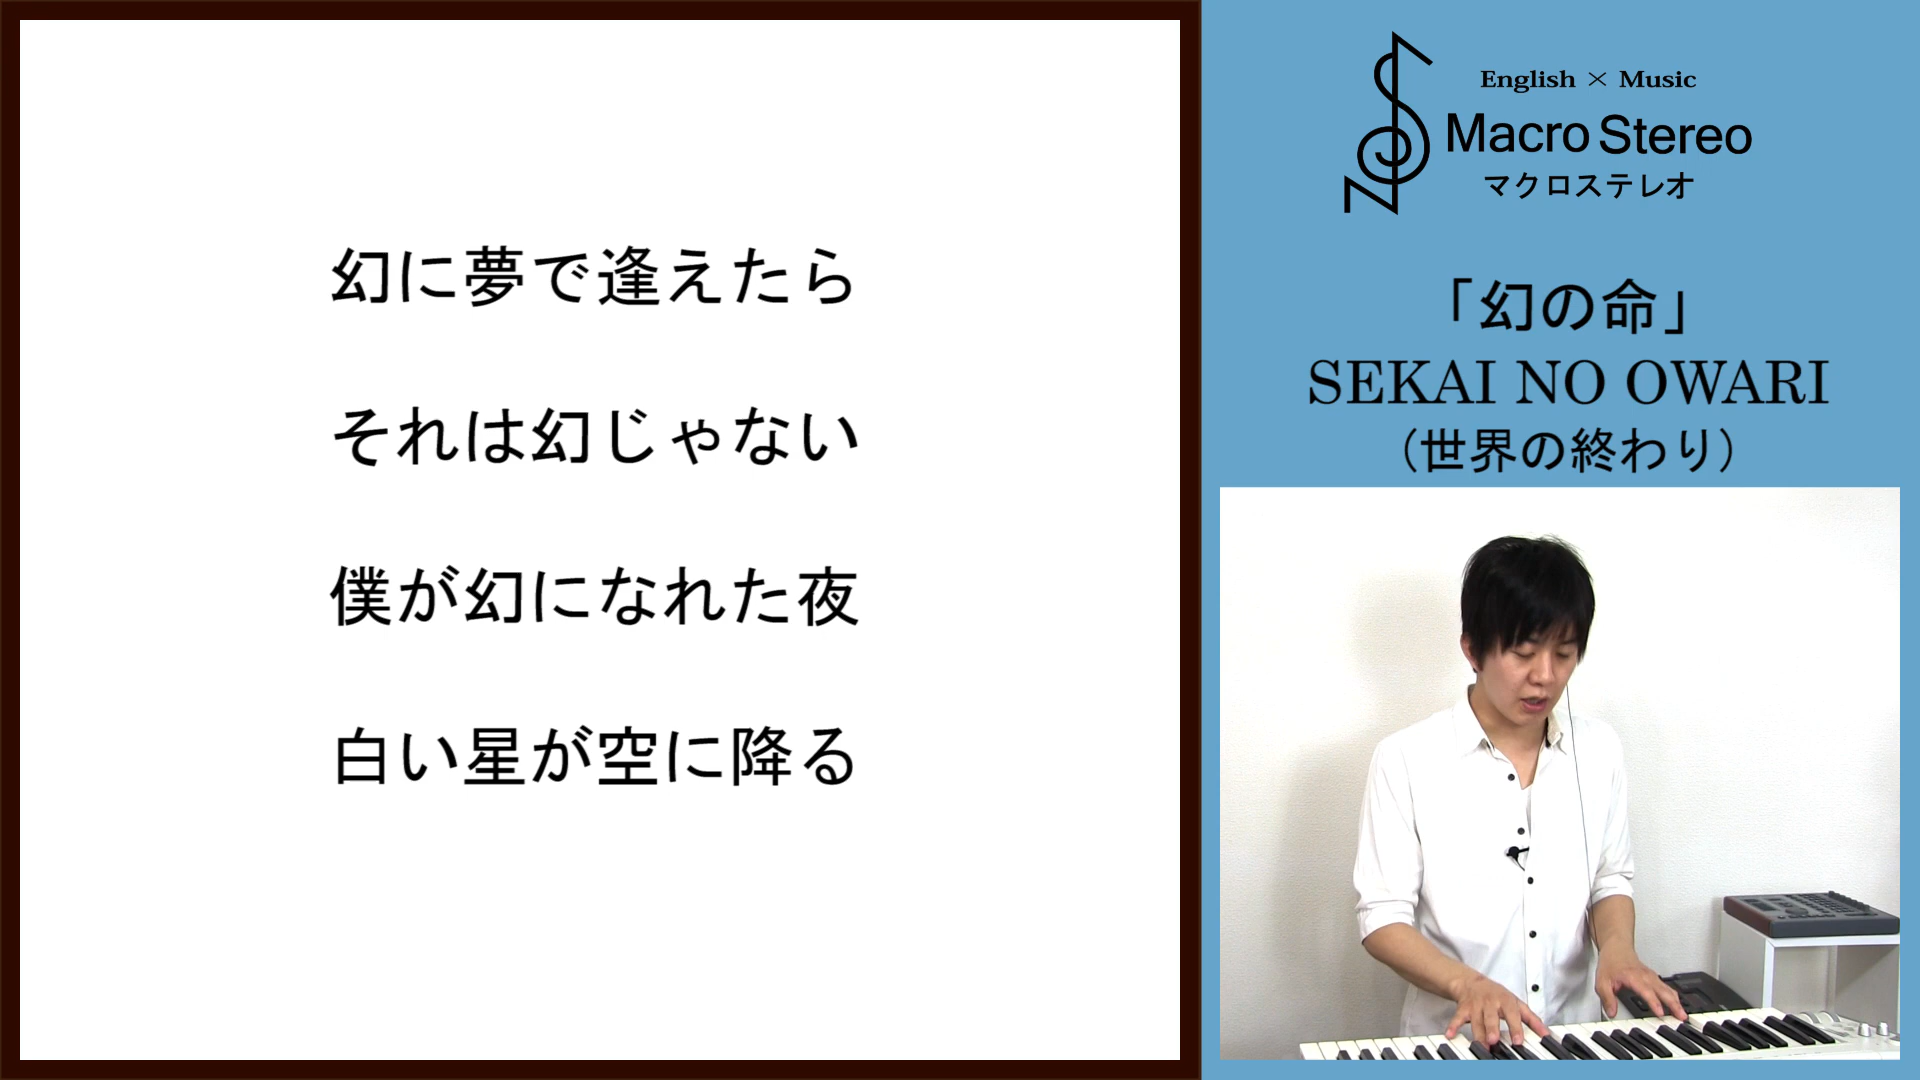 幻に夢で逢えたら
それは幻じゃない
僕が幻になれた夜
白い星が空に降る
English × Music
Macro Stereo
マクロステレオ
「幻の命」
SEKAI NO OWARI
(世界の終わり)